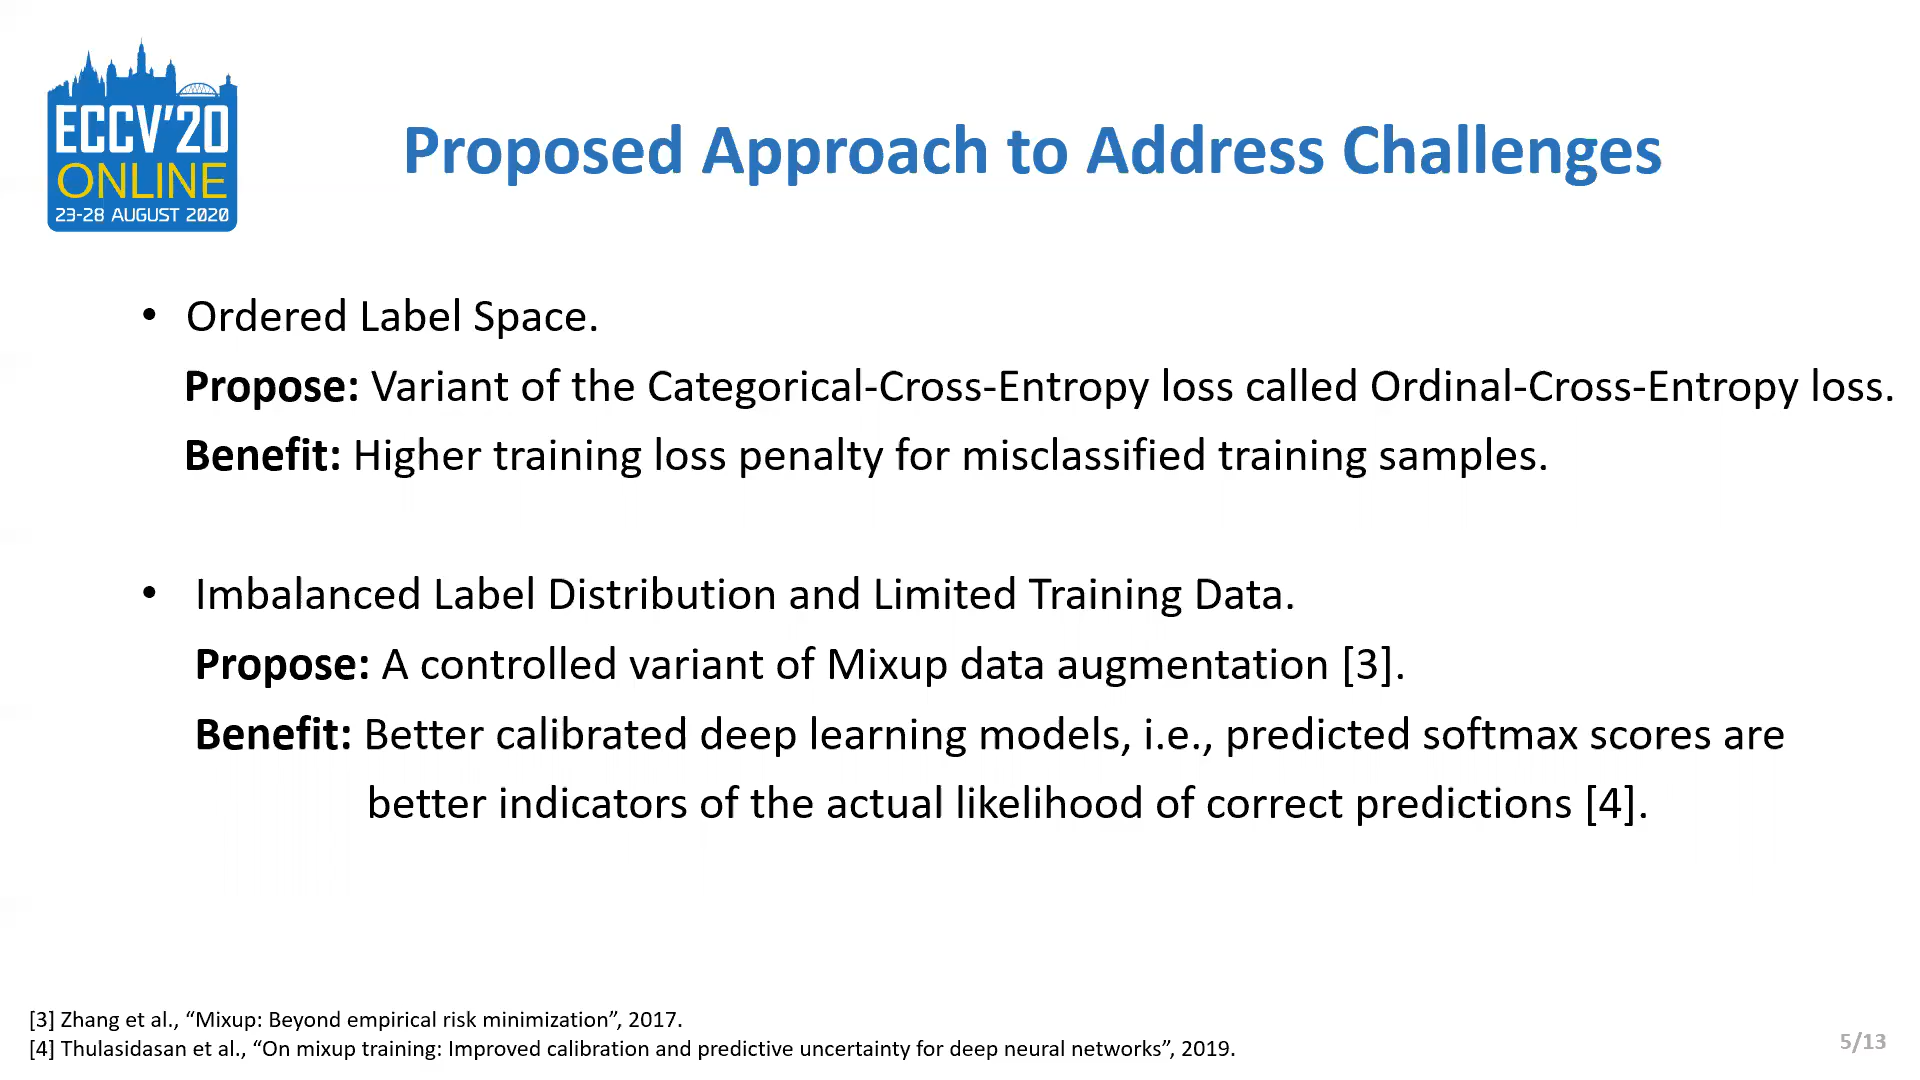 ECCV'20
ONLINE
23-28 AUGUST 2020
Proposed Approach to Address Challenges
• Ordered Label Space.
Propose: Variant of the Categorical-Cross-Entropy loss called Ordinal-Cross-Entropy loss.
Benefit: Higher training loss penalty for misclassified training samples.
• Imbalanced Label Distribution and Limited Training Data.
Propose: A controlled variant of Mixup data augmentation [3].
Benefit: Better calibrated deep learning models, i.e., predicted softmax scores are
better indicators of the actual likelihood of correct predictions [4].
[3] Zhang et al., “Mixup: Beyond empirical risk minimization”, 2017.
[4] Thulasidasan et al., “On mixup training: Improved calibration and predictive uncertainty for deep neural networks”, 2019.
5/13